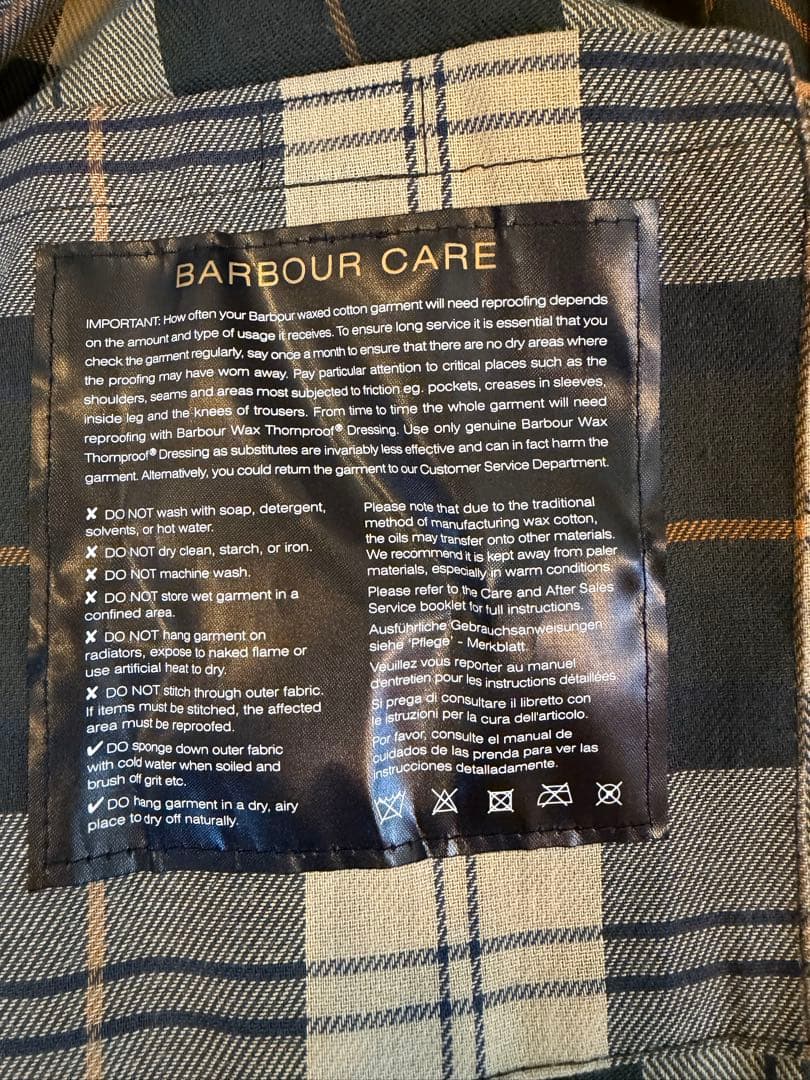 BARBOUR CARE
IMPORTANT: How often your Barbour waxed cotton garment will need reproofing depends
on the amount and type of usage it receives. To ensure long service it is essential that you
check the garment regularly, say once a month to ensure that there are no dry areas where
the proofing may have worn away. Pay particular attention to critical places such as the
shoulders, seams and areas most subjected to friction eg. pockets, creases in sleeves,
inside leg and the knees of trousers. From time to time the whole garment will need
reproofing with Barbour Wax Thornproof® Dressing. Use only genuine Barbour Wax
Thornproof® Dressing as substitutes are invariably less effective and can in fact harm the
garment. Alternatively, you could return the garment to our Customer Service Department.
✘ DO NOT wash with soap, detergent,
solvents, or hot water.
✘ DO NOT dry clean, starch, or iron.
✘ DO NOT machine wash.
✘ DO NOT store wet garment in a
confined area.
✘ DO NOT hang garment on
radiators, expose to naked flame or
use artificial heat to dry.
✘ DO NOT stitch through outer fabric.
If items must be stitched, the affected
area must be reproofed.
✔ DO sponge down outer fabric
with cold water when soiled and
brush off grit etc.
✔ DO hang garment in a dry, airy
place to dry off naturally.
Please note that due to the traditional
method of manufacturing wax cotton,
the oils may transfer onto other materials.
We recommend it is kept away from paler
materials, especially in warm conditions.
Please refer to the Care and After Sales
Service booklet for full instructions.
Ausführliche Gebrauchsanweisungen
siehe 'Pflege' - Merkblatt.
Veuillez vous reporter au manuel
d'entretien pour les instructions détaillées.
Si prega di consultare il libretto con
le istruzioni per la cura dell'articolo.
Por favor, consulte el manual de
cuidados de las prenda para ver las
instrucciones detalladamente.